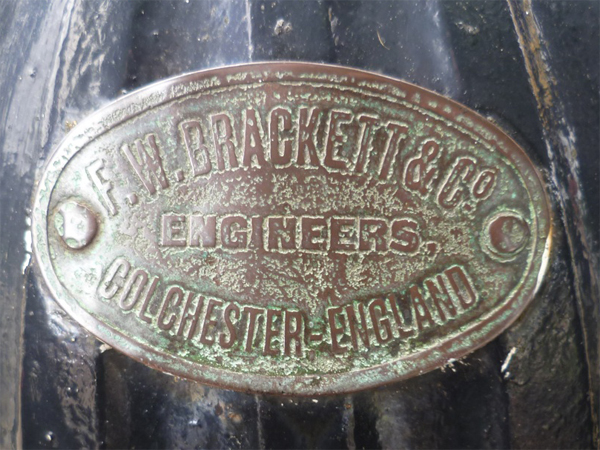 F.W. BRACKETT & Cº
ENGINEERS,
COLCHESTER-ENGLAND